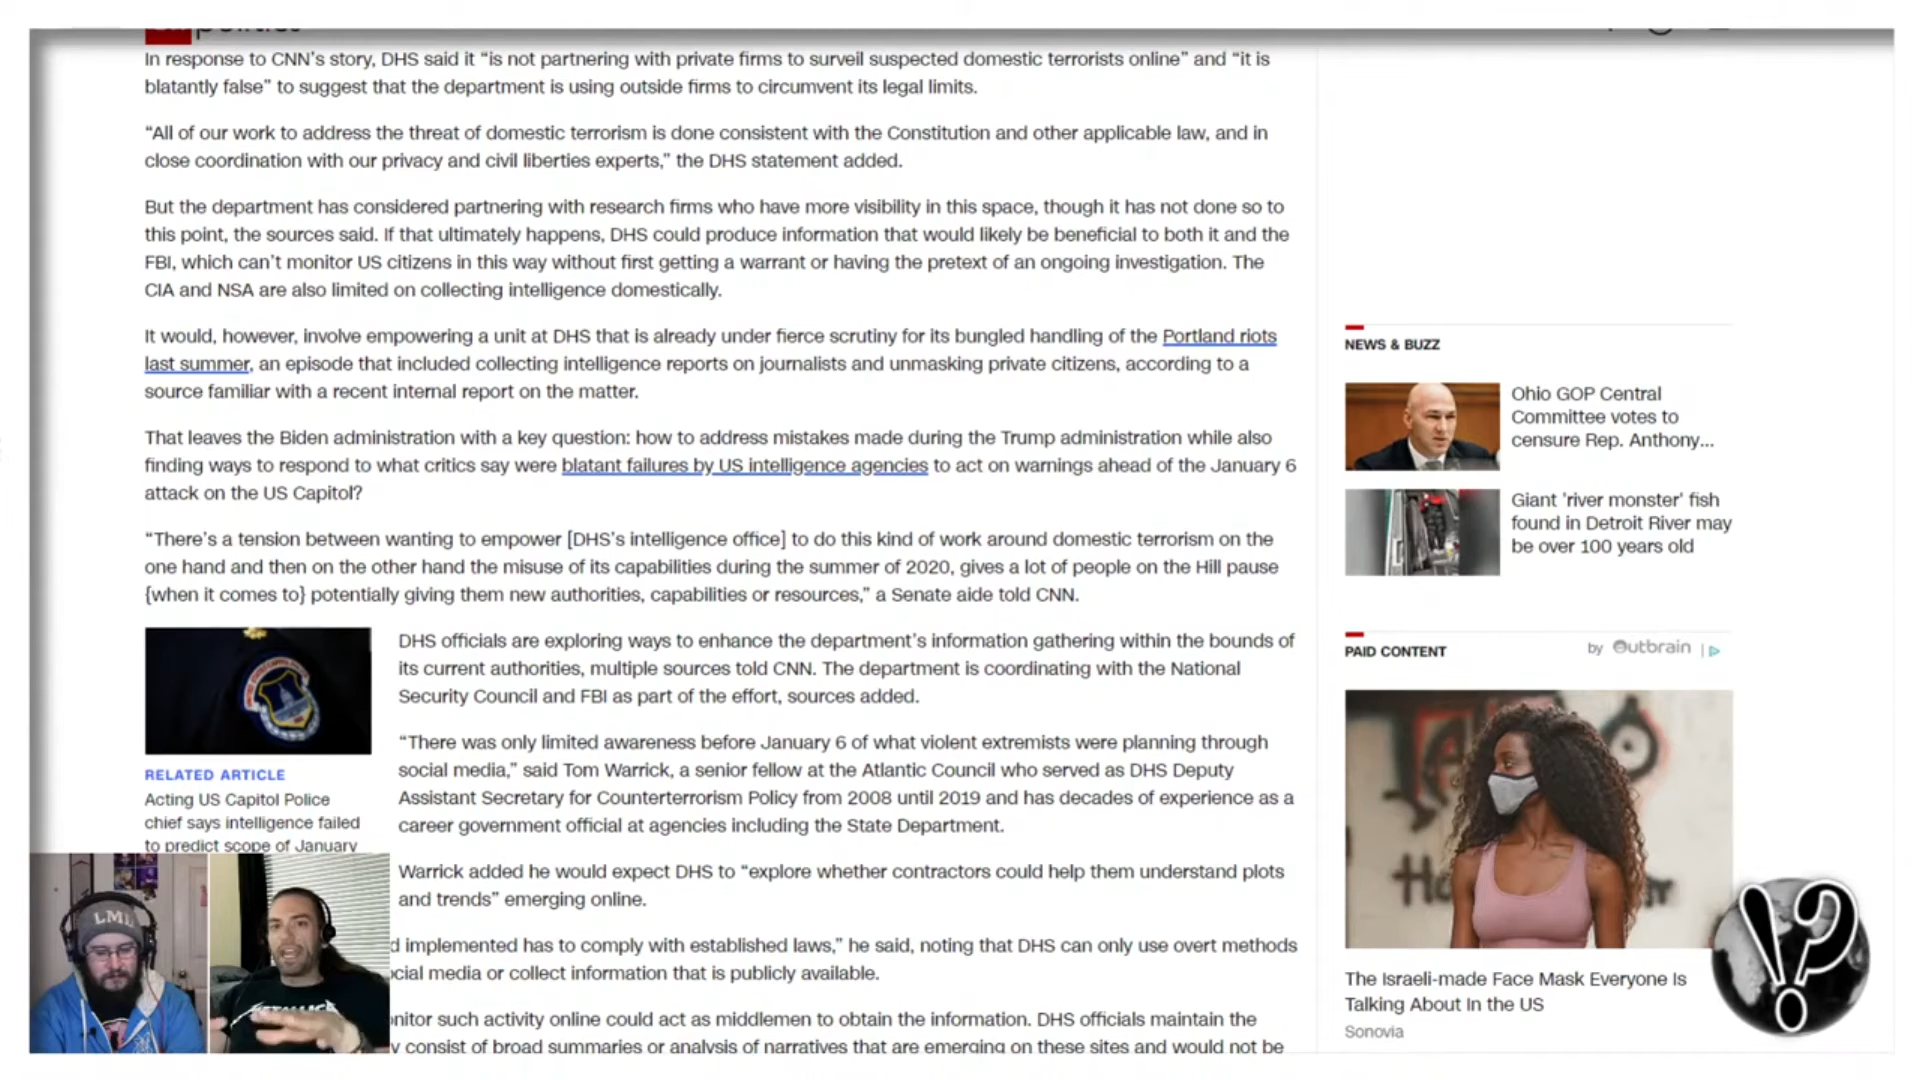 politics
In response to CNN’s story, DHS said it “is not partnering with private firms to surveil suspected domestic terrorists online” and “it is
blatantly false” to suggest that the department is using outside firms to circumvent its legal limits.
“All of our work to address the threat of domestic terrorism is done consistent with the Constitution and other applicable law, and in
close coordination with our privacy and civil liberties experts,” the DHS statement added.
But the department has considered partnering with research firms who have more visibility in this space, though it has not done so to
this point, the sources said. If that ultimately happens, DHS could produce information that would likely be beneficial to both it and the
FBI, which can’t monitor US citizens in this way without first getting a warrant or having the pretext of an ongoing investigation. The
CIA and NSA are also limited on collecting intelligence domestically.
It would, however, involve empowering a unit at DHS that is already under fierce scrutiny for its bungled handling of the Portland riots
last summer, an episode that included collecting intelligence reports on journalists and unmasking private citizens, according to a
source familiar with a recent internal report on the matter.
That leaves the Biden administration with a key question: how to address mistakes made during the Trump administration while also
finding ways to respond to what critics say were blatant failures by US intelligence agencies to act on warnings ahead of the January 6
attack on the US Capitol?
“There’s a tension between wanting to empower [DHS’s intelligence office] to do this kind of work around domestic terrorism on the
one hand and then on the other hand the misuse of its capabilities during the summer of 2020, gives a lot of people on the Hill pause
{when it comes to} potentially giving them new authorities, capabilities or resources,” a Senate aide told CNN.
DHS officials are exploring ways to enhance the department’s information gathering within the bounds of
its current authorities, multiple sources told CNN. The department is coordinating with the National
Security Council and FBI as part of the effort, sources added.
“There was only limited awareness before January 6 of what violent extremists were planning through
social media,” said Tom Warrick, a senior fellow at the Atlantic Council who served as DHS Deputy
Assistant Secretary for Counterterrorism Policy from 2008 until 2019 and has decades of experience as a
career government official at agencies including the State Department.
Warrick added he would expect DHS to “explore whether contractors could help them understand plots
and trends” emerging online.
d implemented has to comply with established laws,” he said, noting that DHS can only use overt methods
ocial media or collect information that is publicly available.
onitor such activity online could act as middlemen to obtain the information. DHS officials maintain the
y consist of broad summaries or analysis of narratives that are emerging on these sites and would not be
RELATED ARTICLE
Acting US Capitol Police
chief says intelligence failed
to predict scope of January
LML
METALLICA
NEWS & BUZZ
Ohio GOP Central
Committee votes to
censure Rep. Anthony...
Giant 'river monster' fish
found in Detroit River may
be over 100 years old
PAID CONTENT
by Outbrain
The Israeli-made Face Mask Everyone Is
Talking About In the US
Sonovia
!?